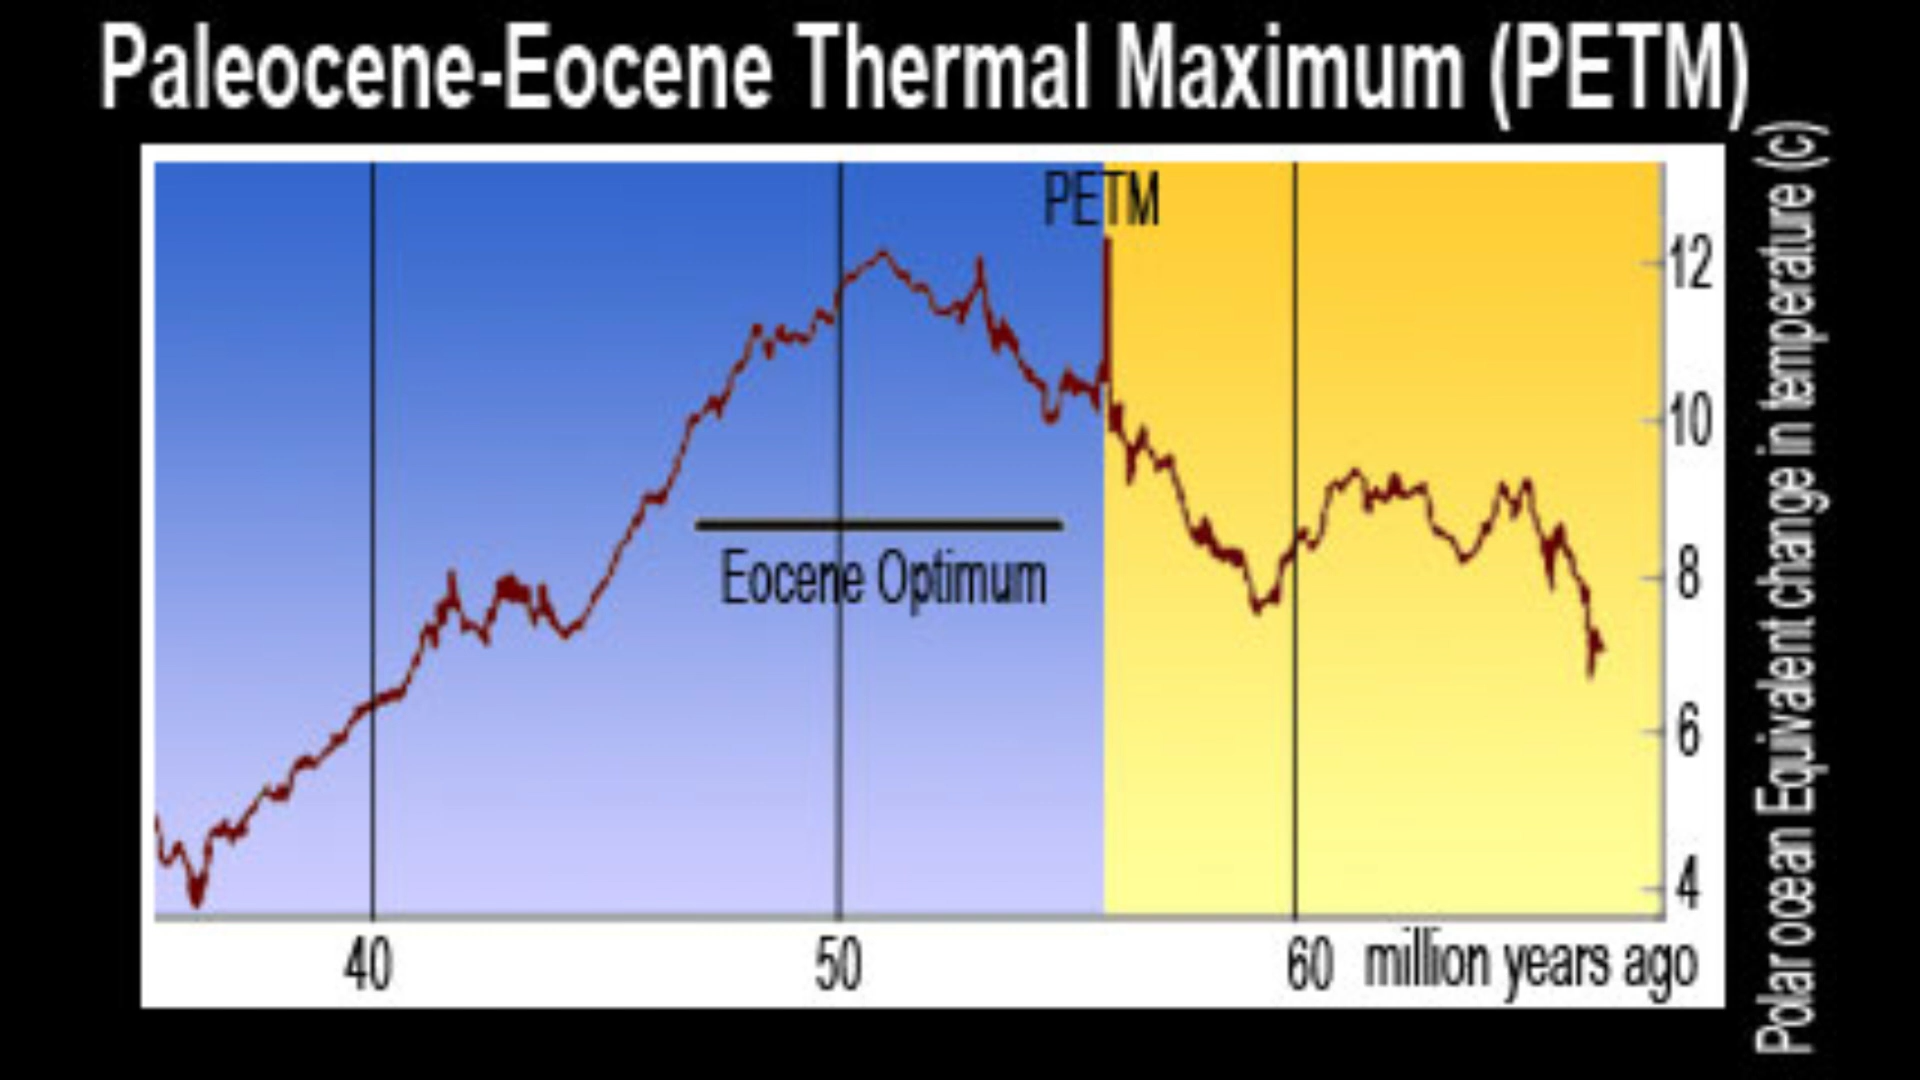 Paleocene-Eocene Thermal Maximum (PETM)
PETM
12
10
8
6
4
Eocene Optimum
40
50
60 million years ago
Polar ocean Equivalent change in temperature (c)